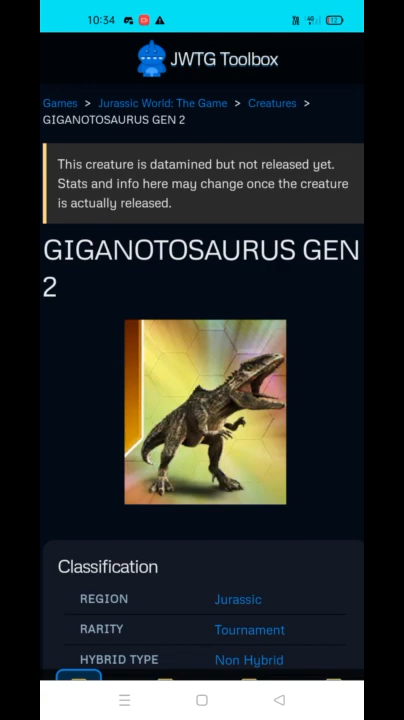 10:34
12
JWTG Toolbox
Games > Jurassic World: The Game > Creatures >
GIGANOTOSAURUS GEN 2
This creature is datamined but not released yet.
Stats and info here may change once the creature
is actually released.
GIGANOTOSAURUS GEN
2
Classification
REGION Jurassic
RARITY Tournament
HYBRID TYPE Non Hybrid